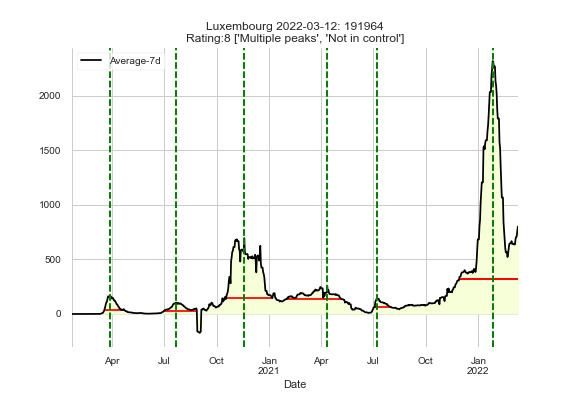 Luxembourg 2022-03-12: 191964
Rating:8 ['Multiple peaks', 'Not in control']
Average-7d
2000
1500
1000
500
0
Apr
Jul
Oct
Jan
2021
Apr
Jul
Oct
Jan
2022
Date